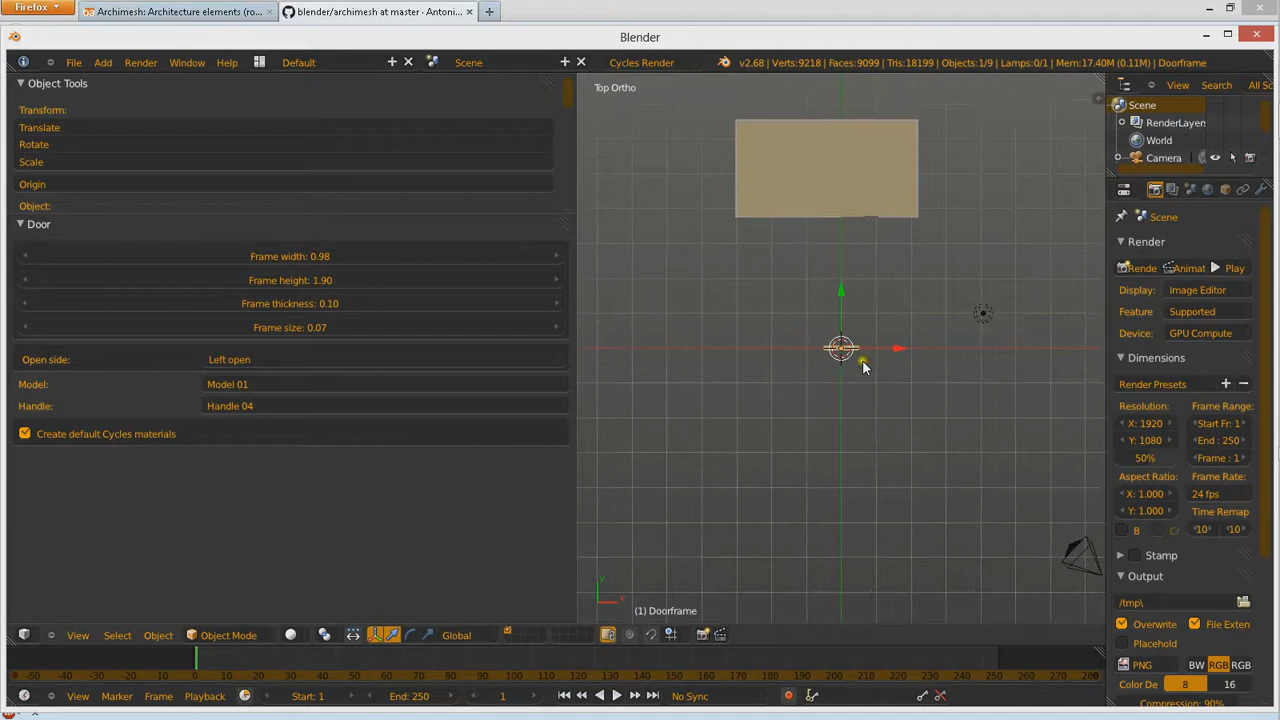 Firefox
Archimesh: Architecture elements (ro...
blender/archimesh at master · Ant...
Blender
File Add Render Window Help Default Scene Cycles Render v2.68 | Verts:9218 | Faces:9099 | Tris:18199 | Objects:1/9 | Lamps:0/1 | Mem:17.40M (0.11M) | Doorframe
Object Tools
Transform:
Translate
Rotate
Scale
Origin
Object:
Door
Frame width: 0.98
Frame height: 1.90
Frame thickness: 0.10
Frame size: 0.07
Open side: Left open
Model: Model 01
Handle: Handle 04
Create default Cycles materials
Top Ortho
y
x
(1) Doorframe
View Search All Sc
Scene
RenderLayers
World
Camera
Scene
Render
Rende Animat Play
Display: Image Editor
Feature Supported
Device: GPU Compute
Dimensions
Render Presets
Resolution: Frame Range:
X: 1920 Start Fr: 1
Y: 1080 End : 250
50% Frame : 1
Aspect Ratio: Frame Rate:
X: 1.000 24 fps
Y: 1.000 Time Remap
B Cr 10 10
Stamp
Output
/tmp\
Overwrite File Exten
Placehold
PNG BW RGB RGB
Color De 8 16
Compression: 90%
View Select Object Object Mode Global
-50 -40 -30 -20 -10 0 10 20 30 40 50 60 70 80 90 100 110 120 130 140 150 160 170 180 190 200 210 220 230 240 250 260 270 280
View Marker Frame Playback Start: 1 End: 250 1 No Sync